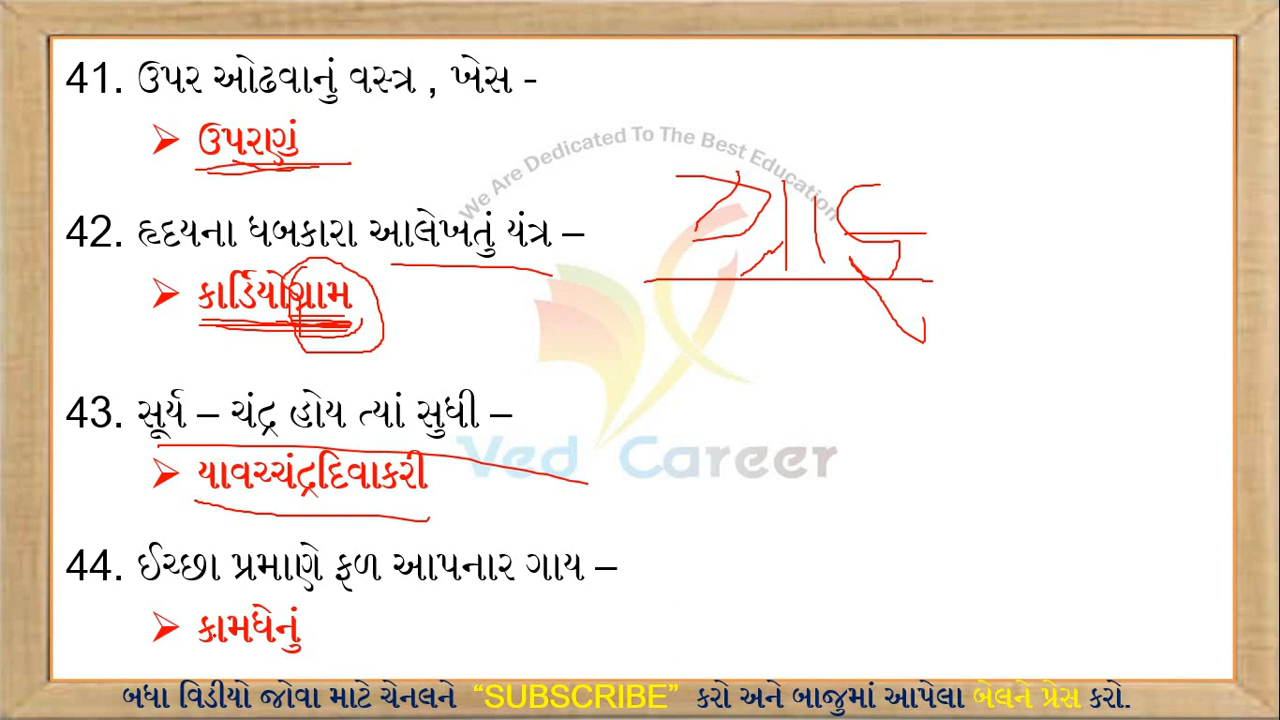 41. ઉપર ઓઢવાનું વસ્ત્ર , ખેસ -
➢ ઉપરાણું
We Are Dedicated To The Best Education
42. હૃદયના ધબકારા આલેખતું યંત્ર –
➢ કાર્ડિયોગ્રામ
43. સૂર્ય – ચંદ્ર હોય ત્યાં સુધી –
Ved Career
➢ યાવચ્ચંદ્રદિવાકરી
44. ઈચ્છા પ્રમાણે ફળ આપનાર ગાય –
➢ કામધેનું
બધા વિડીયો જોવા માટે ચેનલને “SUBSCRIBE” કરો અને બાજુમાં આપેલા બેલને પ્રેસ કરો.